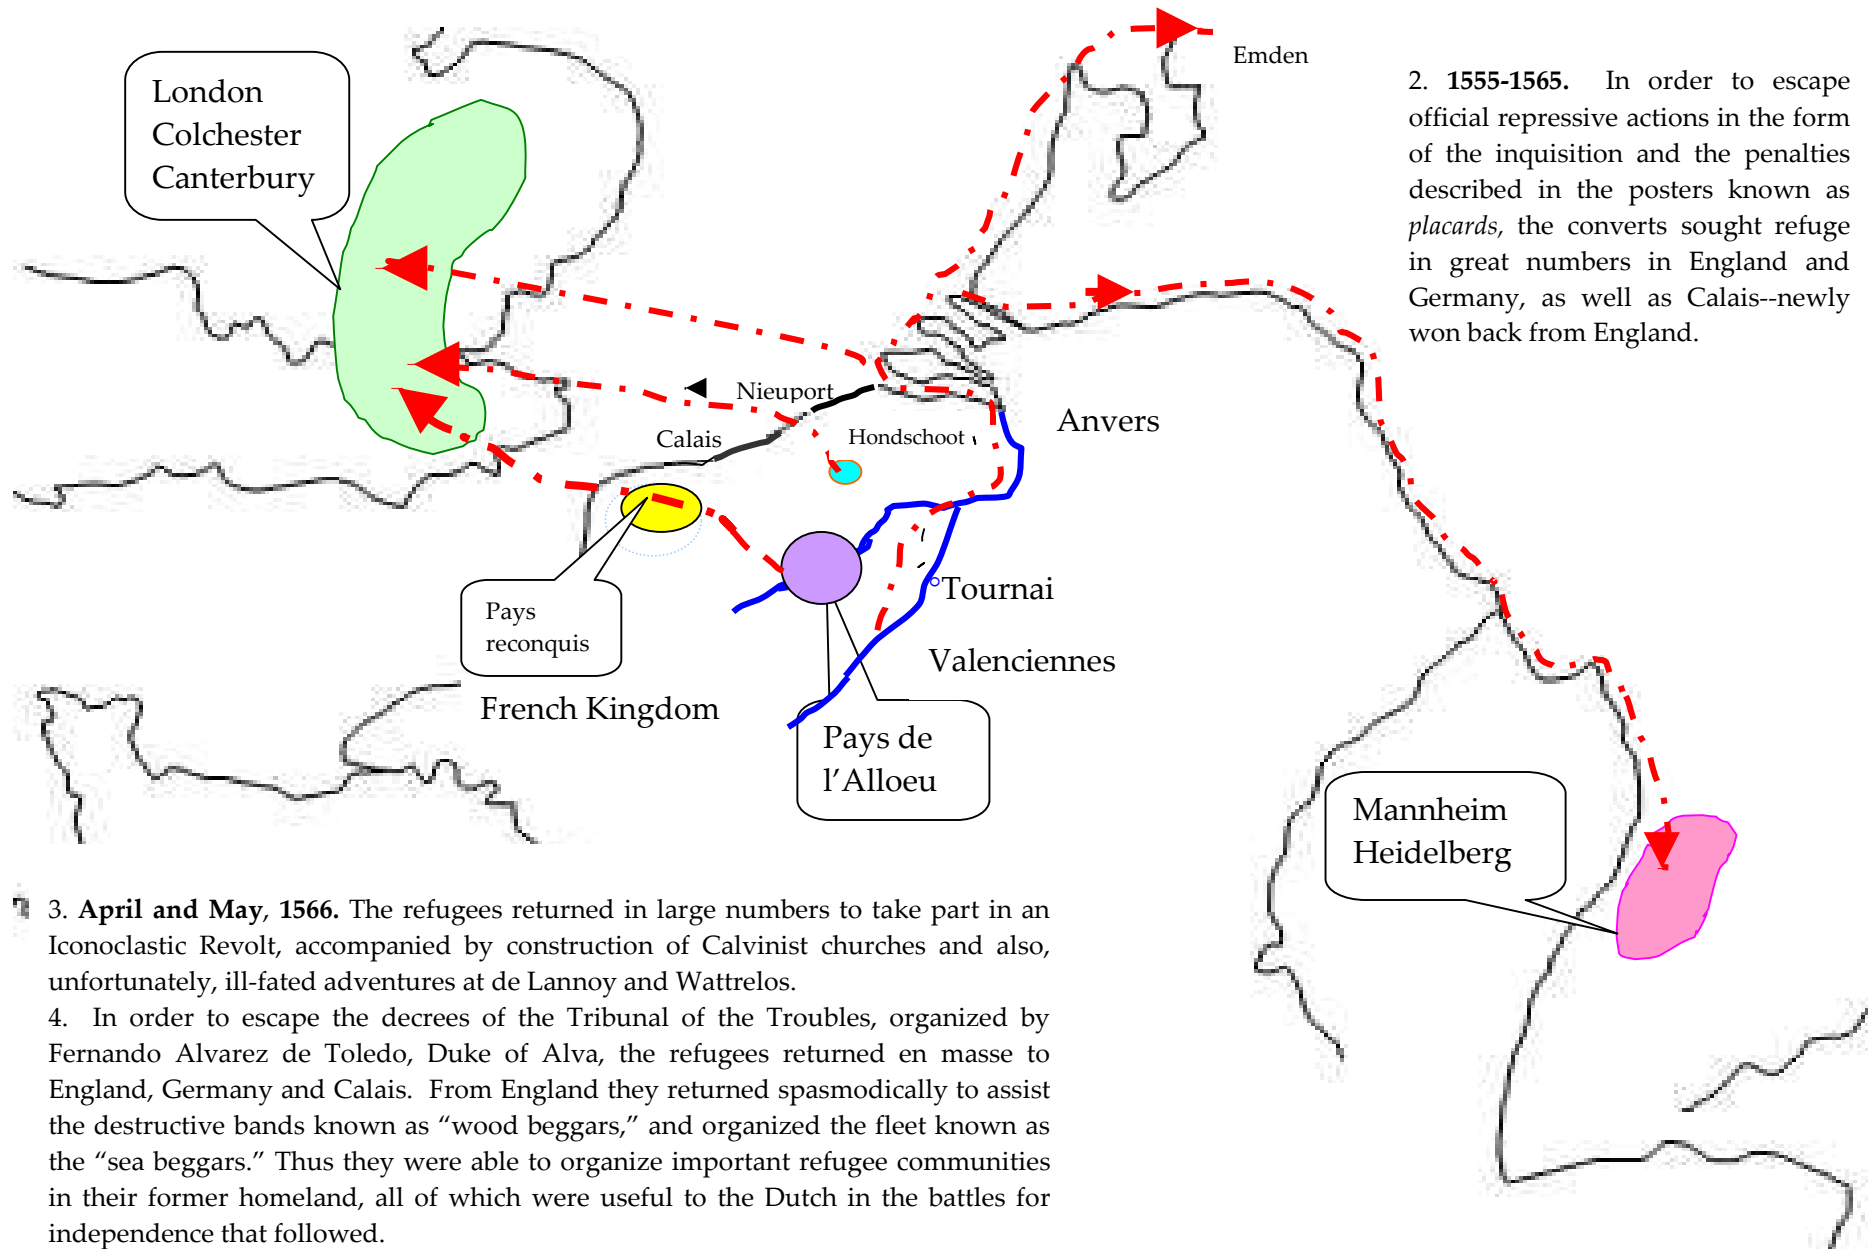 London
Colchester
Canterbury
Emden
2. 1555-1565. In order to escape
official repressive actions in the form
of the inquisition and the penalties
described in the posters known as
placards, the converts sought refuge
in great numbers in England and
Germany, as well as Calais--newly
won back from England.
Nieuport
Anvers
Calais
Hondschoot
°Tournai
Pays
reconquis
Valenciennes
French Kingdom
Pays de
l’Alloeu
Mannheim
Heidelberg
3. April and May, 1566. The refugees returned in large numbers to take part in an
Iconoclastic Revolt, accompanied by construction of Calvinist churches and also,
unfortunately, ill-fated adventures at de Lannoy and Wattrelos.
4. In order to escape the decrees of the Tribunal of the Troubles, organized by
Fernando Alvarez de Toledo, Duke of Alva, the refugees returned en masse to
England, Germany and Calais. From England they returned spasmodically to assist
the destructive bands known as “wood beggars,” and organized the fleet known as
the “sea beggars.” Thus they were able to organize important refugee communities
in their former homeland, all of which were useful to the Dutch in the battles for
independence that followed.